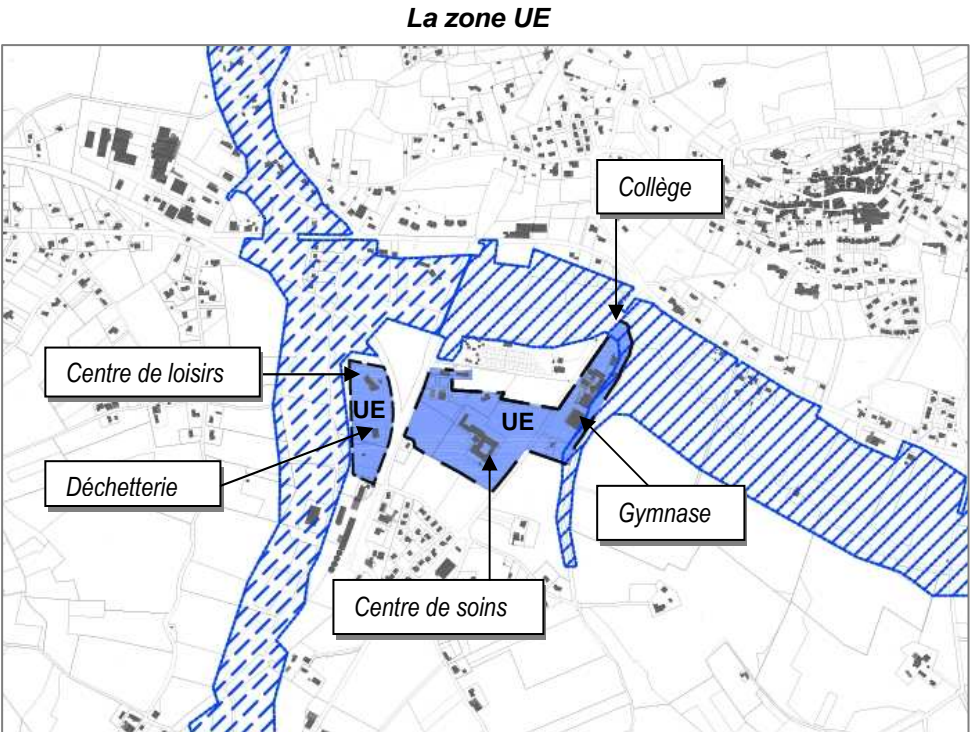 La zone UE
Collège
Centre de loisirs
UE
UE
Déchetterie
Gymnase
Centre de soins